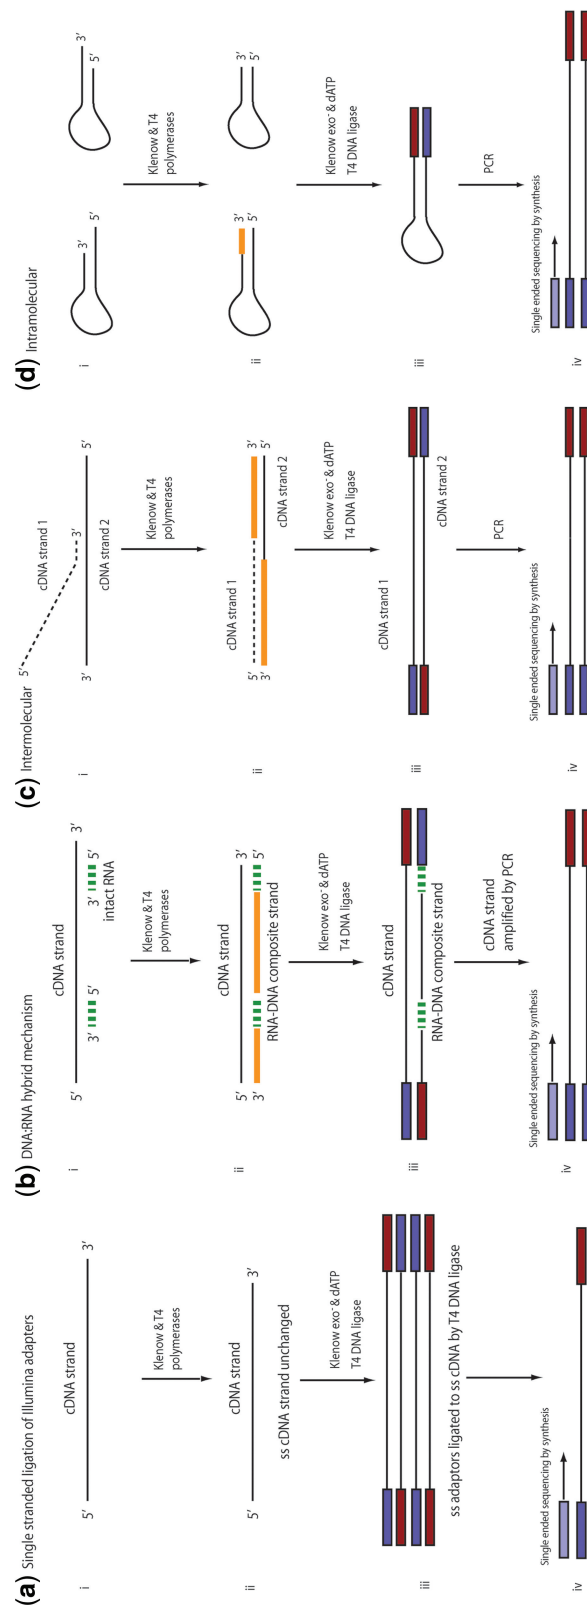 (a) Single stranded ligation of Illumina adapters
i
cDNA strand
5′
3′
Klenow & T4
polymerases
ii
cDNA strand
5′
3′
ss cDNA strand unchanged
Klenow exo⁻ & dATP
T4 DNA ligase
iii
ss adaptors ligated to ss cDNA by T4 DNA ligase
Single ended sequencing by synthesis
iv
(b) DNA:RNA hybrid mechanism
i
cDNA strand
5′
3′
3′
5′
3′
5′
intact RNA
Klenow & T4
polymerases
ii
cDNA strand
5′
3′
3′
5′
RNA-DNA composite strand
Klenow exo⁻ & dATP
T4 DNA ligase
iii
cDNA strand
RNA-DNA composite strand
cDNA strand
amplified by PCR
Single ended sequencing by synthesis
iv
(c) Intermolecular
i
5′
cDNA strand 1
3′
3′
5′
cDNA strand 2
Klenow & T4
polymerases
ii
cDNA strand 1
5′
3′
3′
5′
cDNA strand 2
Klenow exo⁻ & dATP
T4 DNA ligase
iii
cDNA strand 1
cDNA strand 2
PCR
Single ended sequencing by synthesis
iv
(d) Intramolecular
i
3′
5′
3′
5′
Klenow & T4
polymerases
ii
3′
5′
3′
5′
Klenow exo⁻ & dATP
T4 DNA ligase
iii
PCR
Single ended sequencing by synthesis
iv